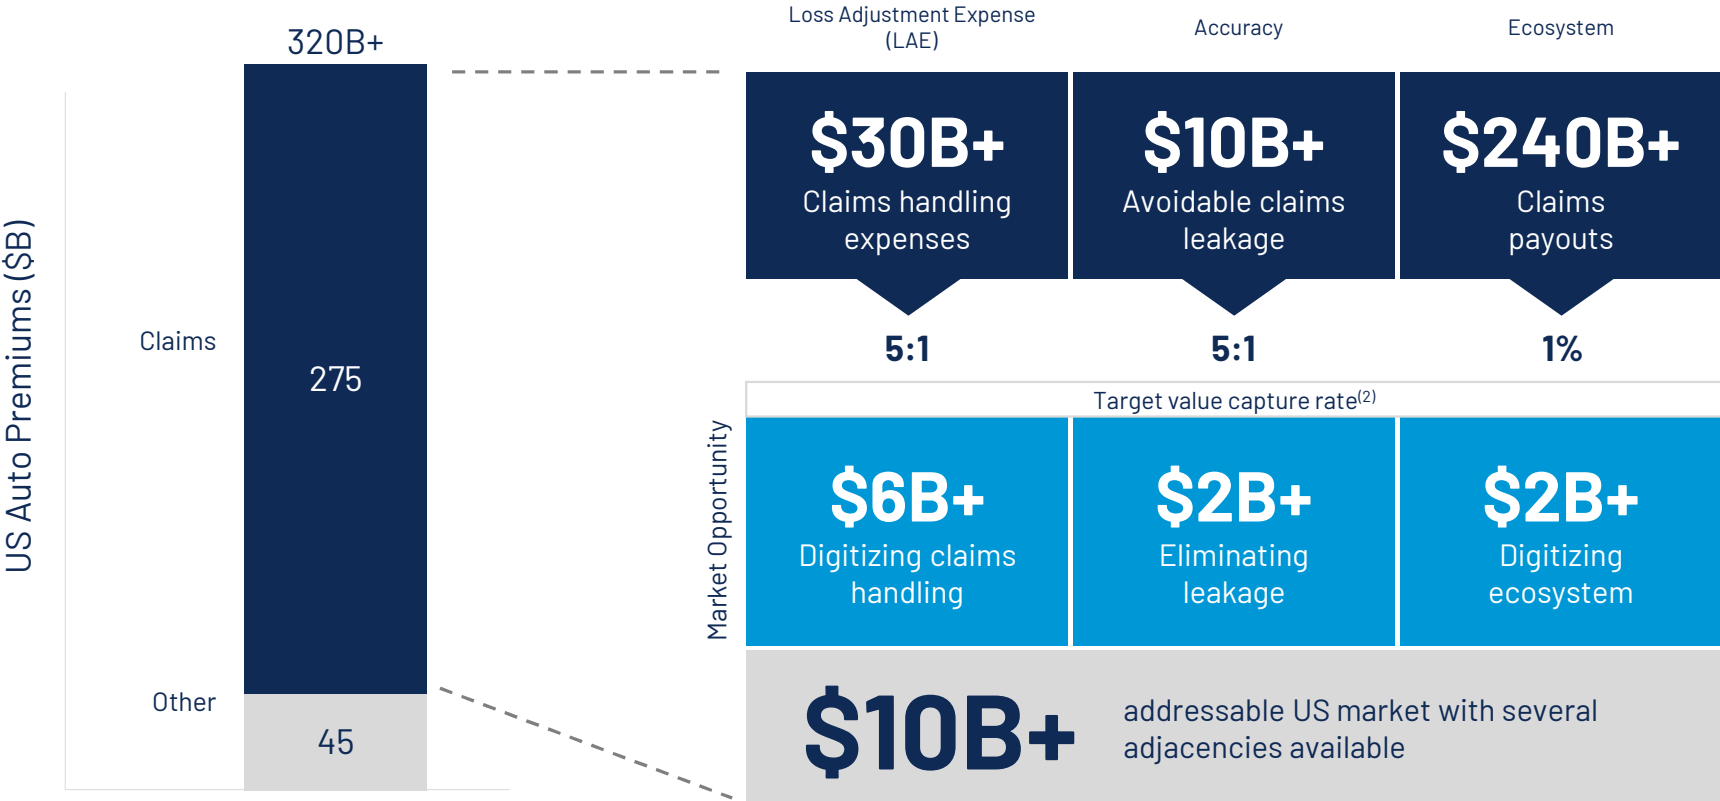 US Auto Premiums ($B)
320B+
Claims
275
Other
45
Loss Adjustment Expense
(LAE)
Accuracy
Ecosystem
$30B+
Claims handling
expenses
$10B+
Avoidable claims
leakage
$240B+
Claims
payouts
5:1
5:1
1%
Target value capture rate(2)
Market Opportunity
$6B+
Digitizing claims
handling
$2B+
Eliminating
leakage
$2B+
Digitizing
ecosystem
$10B+
addressable US market with several
adjacencies available